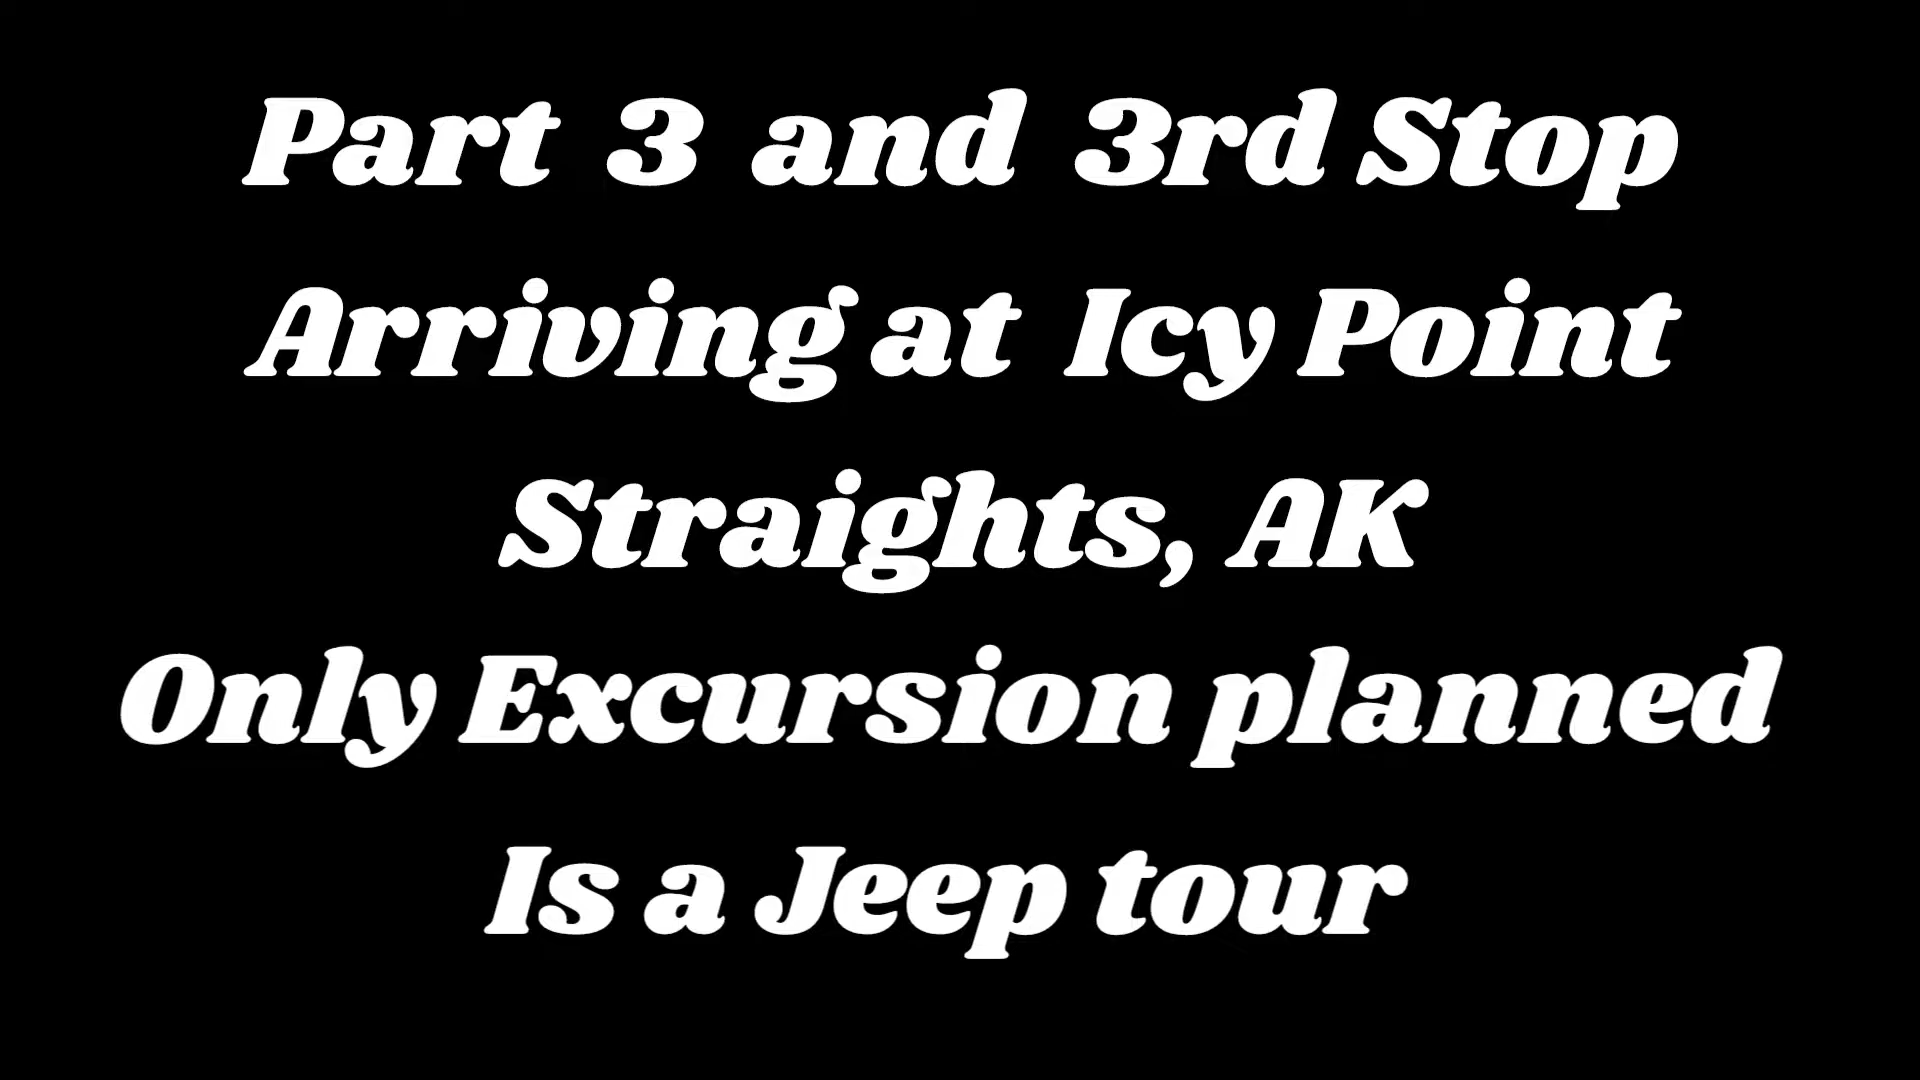 Part 3 and 3rd Stop
Arriving at Icy Point
Straights, AK
Only Excursion planned
Is a Jeep tour